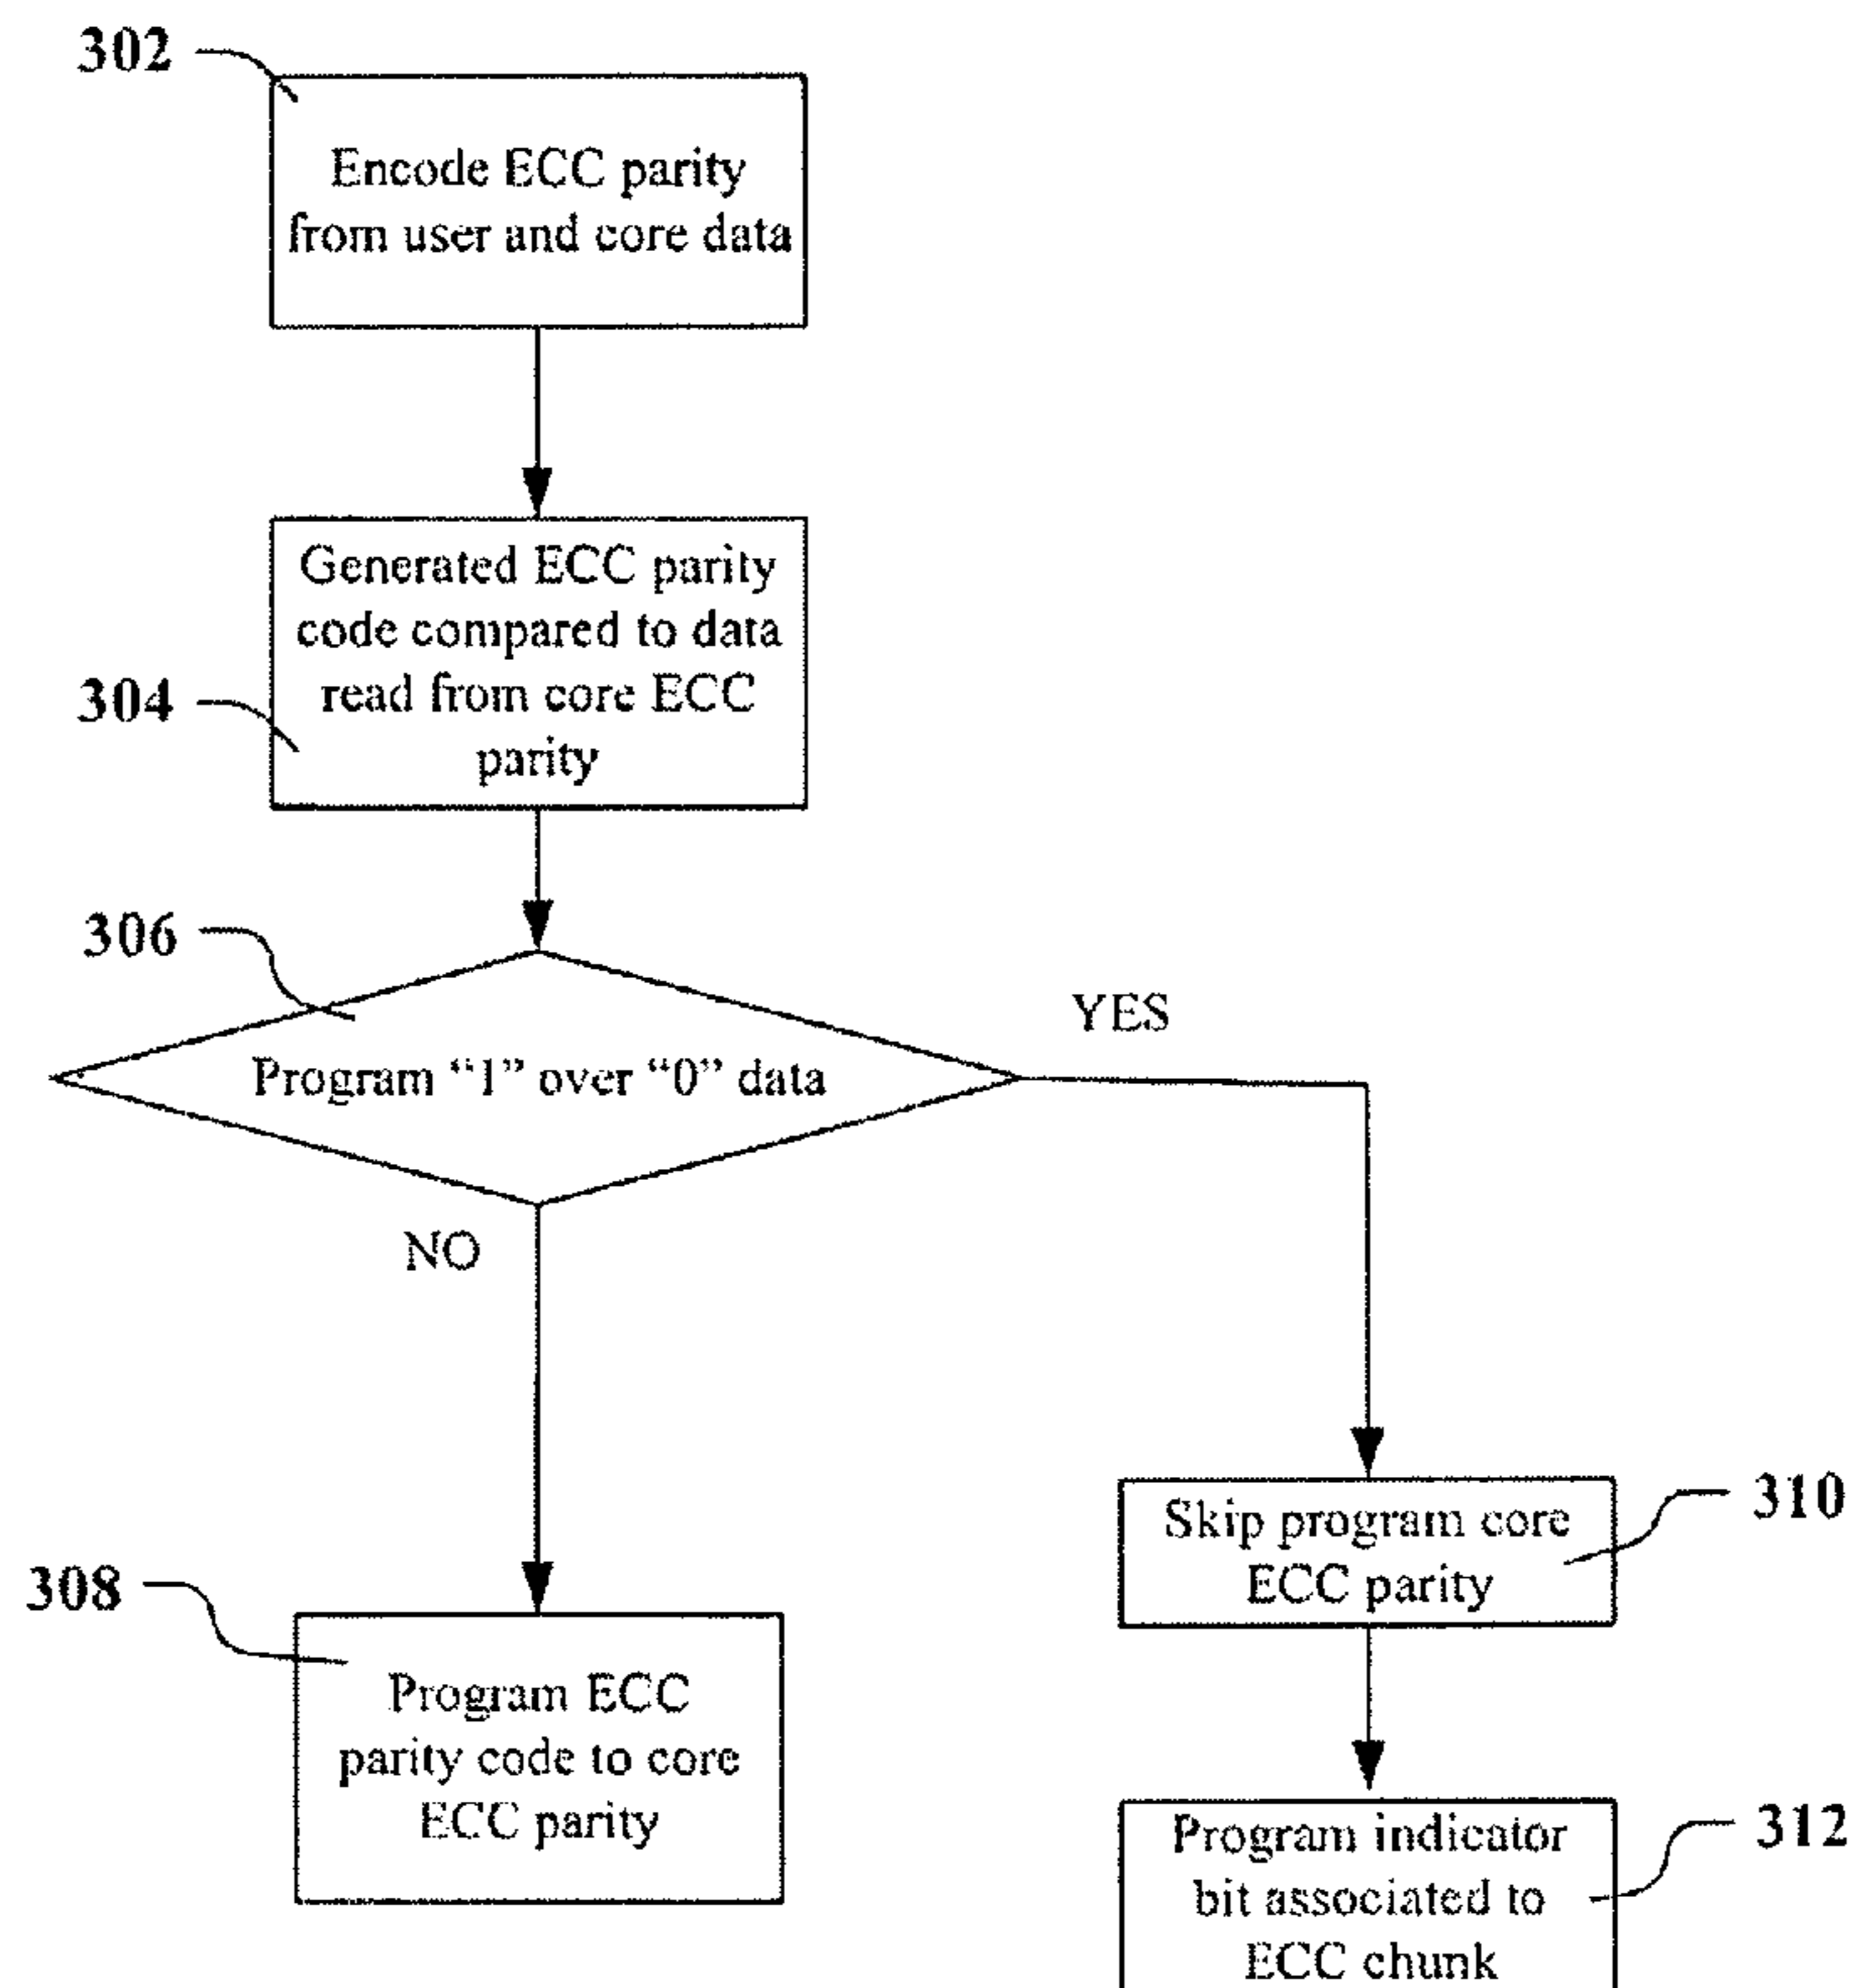 302
Encode ECC parity
from user and core data
Generated ECC parity
code compared to data
read from core ECC
parity
304
306
Program “1” over “0” data
YES
NO
Skip program core
ECC parity
310
308
Program ECC
parity code to core
ECC parity
Program indicator
bit associated to
ECC chunk
312